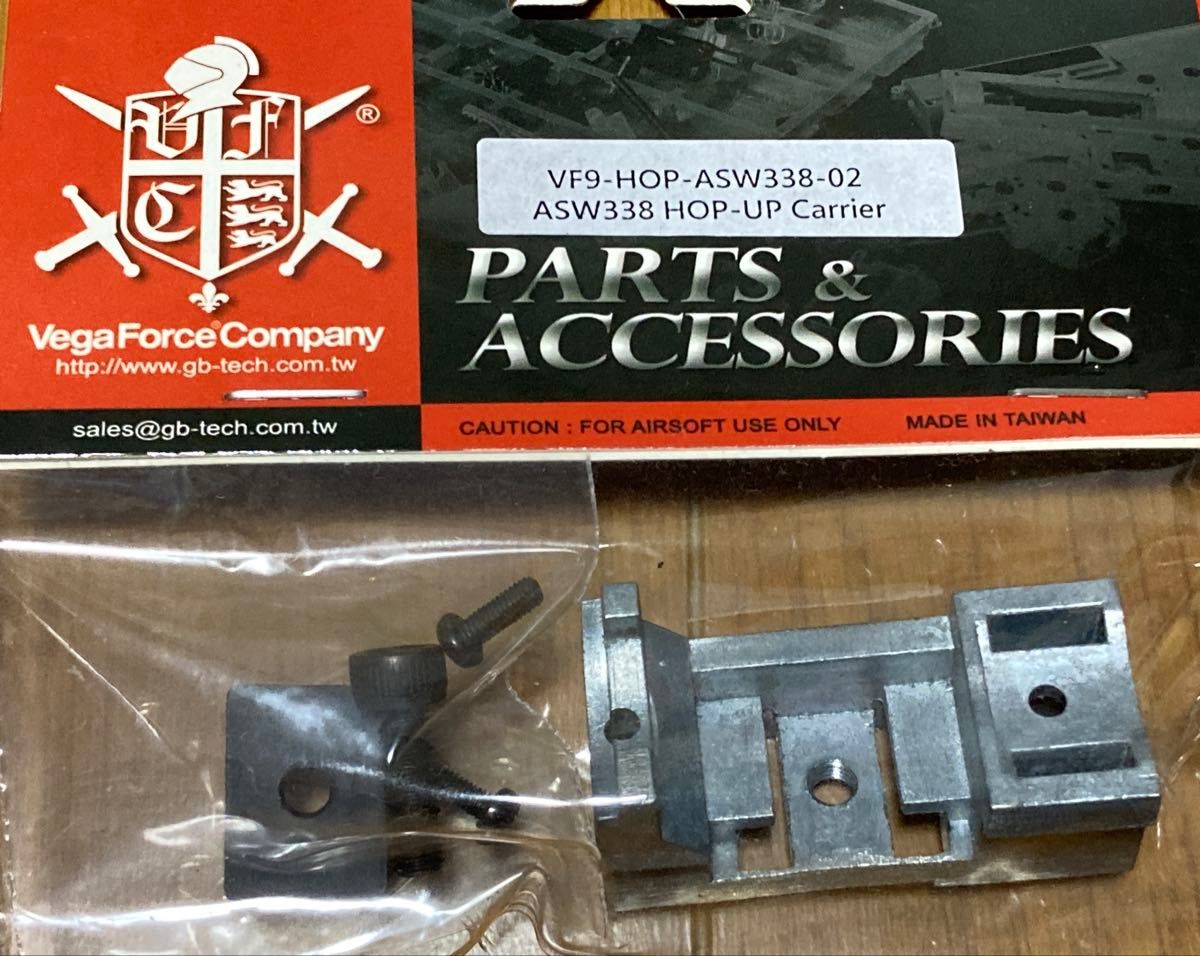 V F
C
®
VegaForce®Company
http://www.gb-tech.com.tw
sales@gb-tech.com.tw
VF9-HOP-ASW338-02
ASW338 HOP-UP Carrier
PARTS &
ACCESSORIES
CAUTION : FOR AIRSOFT USE ONLY
MADE IN TAIWAN